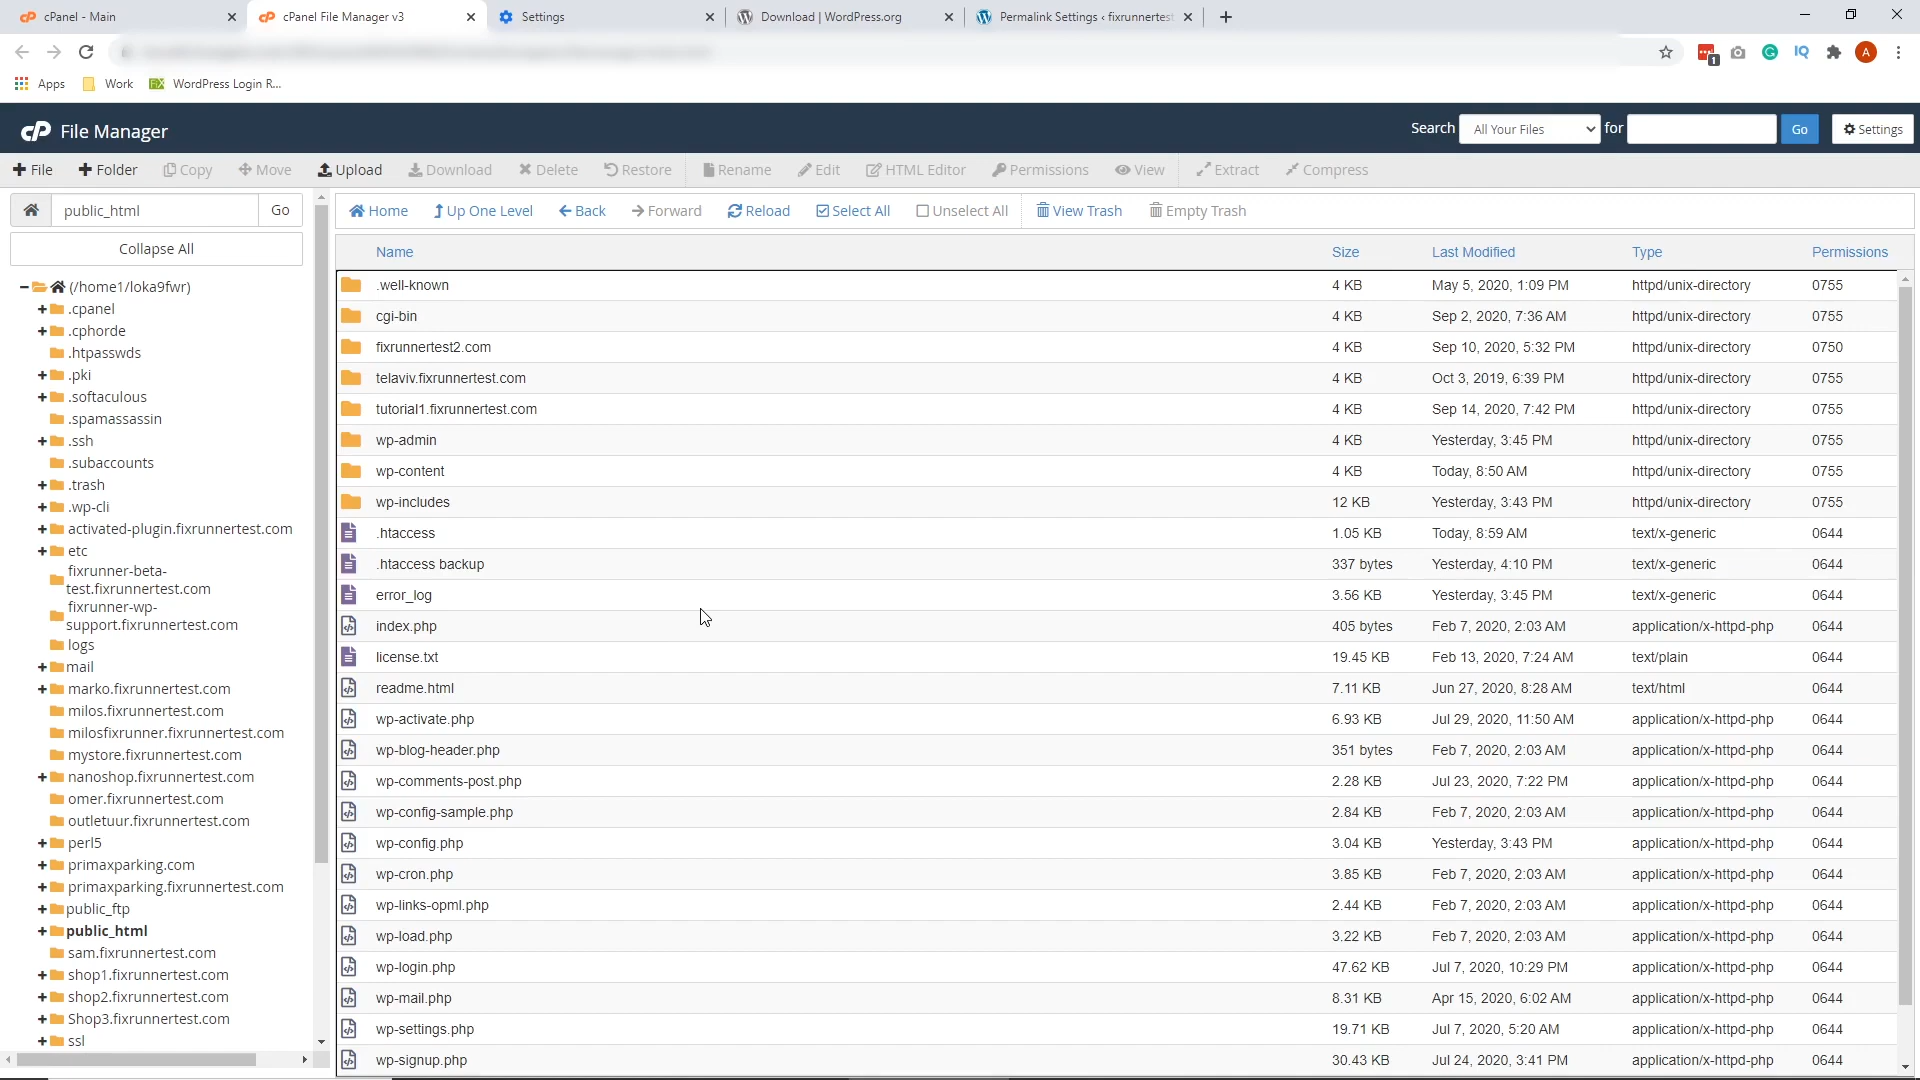 cPanel - Main
cPanel File Manager v3
Settings
Download | WordPress.org
Permalink Settings ‹ fixrunnertest
1
IQ
A
Apps
Work
FIX WordPress Login R...
cP File Manager
Search All Your Files for Go Settings
File Folder Copy Move Upload Download Delete Restore Rename Edit HTML Editor Permissions View Extract Compress
public_html Go
Home Up One Level Back Forward Reload Select All Unselect All View Trash Empty Trash
Collapse All
(/home1/loka9fwr)
.cpanel
.cphorde
.htpasswds
.pki
.softaculous
.spamassassin
.ssh
.subaccounts
.trash
.wp-cli
activated-plugin.fixrunnertest.com
etc
fixrunner-beta-
test.fixrunnertest.com
fixrunner-wp-
support.fixrunnertest.com
logs
mail
marko.fixrunnertest.com
milos.fixrunnertest.com
milosfixrunner.fixrunnertest.com
mystore.fixrunnertest.com
nanoshop.fixrunnertest.com
omer.fixrunnertest.com
outletuur.fixrunnertest.com
perl5
primaxparking.com
primaxparking.fixrunnertest.com
public_ftp
public_html
sam.fixrunnertest.com
shop1.fixrunnertest.com
shop2.fixrunnertest.com
Shop3.fixrunnertest.com
ssl
Name Size Last Modified Type Permissions
.well-known 4 KB May 5, 2020, 1:09 PM httpd/unix-directory 0755
cgi-bin 4 KB Sep 2, 2020, 7:36 AM httpd/unix-directory 0755
fixrunnertest2.com 4 KB Sep 10, 2020, 5:32 PM httpd/unix-directory 0750
telaviv.fixrunnertest.com 4 KB Oct 3, 2019, 6:39 PM httpd/unix-directory 0755
tutorial1.fixrunnertest.com 4 KB Sep 14, 2020, 7:42 PM httpd/unix-directory 0755
wp-admin 4 KB Yesterday, 3:45 PM httpd/unix-directory 0755
wp-content 4 KB Today, 8:50 AM httpd/unix-directory 0755
wp-includes 12 KB Yesterday, 3:43 PM httpd/unix-directory 0755
.htaccess 1.05 KB Today, 8:59 AM text/x-generic 0644
.htaccess backup 337 bytes Yesterday, 4:10 PM text/x-generic 0644
error_log 3.56 KB Yesterday, 3:45 PM text/x-generic 0644
index.php 405 bytes Feb 7, 2020, 2:03 AM application/x-httpd-php 0644
license.txt 19.45 KB Feb 13, 2020, 7:24 AM text/plain 0644
readme.html 7.11 KB Jun 27, 2020, 8:28 AM text/html 0644
wp-activate.php 6.93 KB Jul 29, 2020, 11:50 AM application/x-httpd-php 0644
wp-blog-header.php 351 bytes Feb 7, 2020, 2:03 AM application/x-httpd-php 0644
wp-comments-post.php 2.28 KB Jul 23, 2020, 7:22 PM application/x-httpd-php 0644
wp-config-sample.php 2.84 KB Feb 7, 2020, 2:03 AM application/x-httpd-php 0644
wp-config.php 3.04 KB Yesterday, 3:43 PM application/x-httpd-php 0644
wp-cron.php 3.85 KB Feb 7, 2020, 2:03 AM application/x-httpd-php 0644
wp-links-opml.php 2.44 KB Feb 7, 2020, 2:03 AM application/x-httpd-php 0644
wp-load.php 3.22 KB Feb 7, 2020, 2:03 AM application/x-httpd-php 0644
wp-login.php 47.62 KB Jul 7, 2020, 10:29 PM application/x-httpd-php 0644
wp-mail.php 8.31 KB Apr 15, 2020, 6:02 AM application/x-httpd-php 0644
wp-settings.php 19.71 KB Jul 7, 2020, 5:20 AM application/x-httpd-php 0644
wp-signup.php 30.43 KB Jul 24, 2020, 3:41 PM application/x-httpd-php 0644